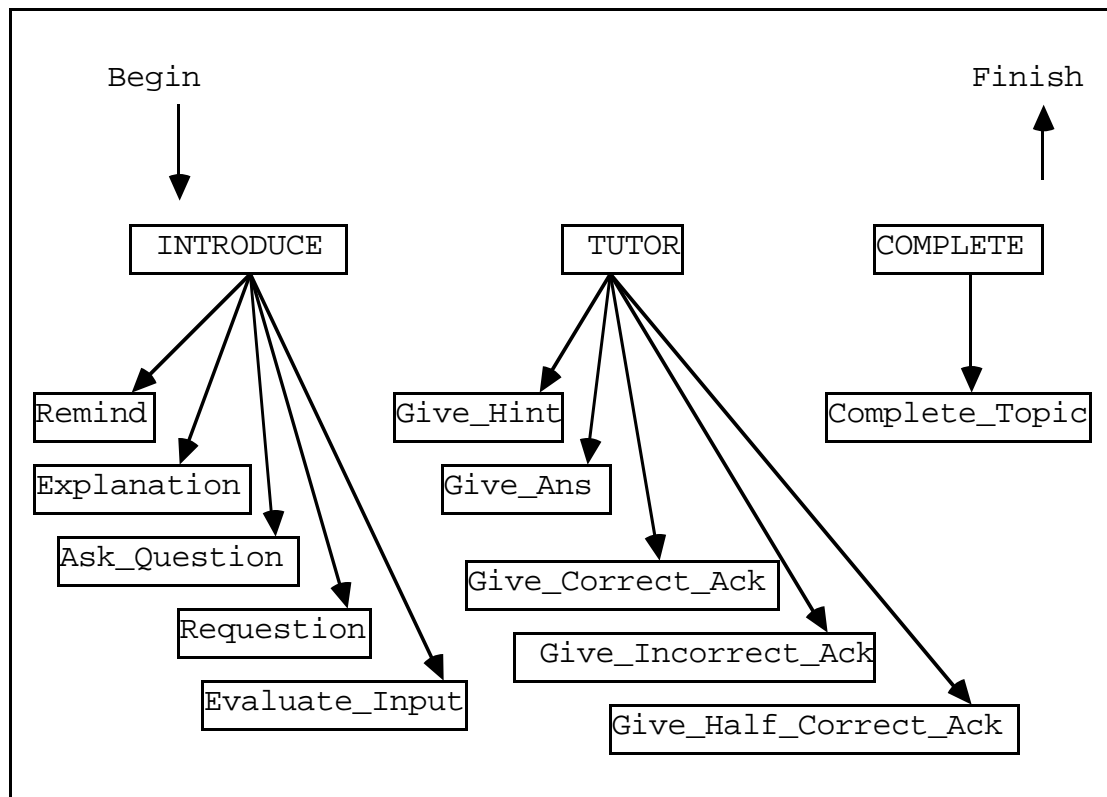 Begin
Finish
INTRODUCE
TUTOR
COMPLETE
Remind
Give_Hint
Complete_Topic
Explanation
Give_Ans
Ask_Question
Give_Correct_Ack
Requestion
Give_Incorrect_Ack
Evaluate_Input
Give_Half_Correct_Ack